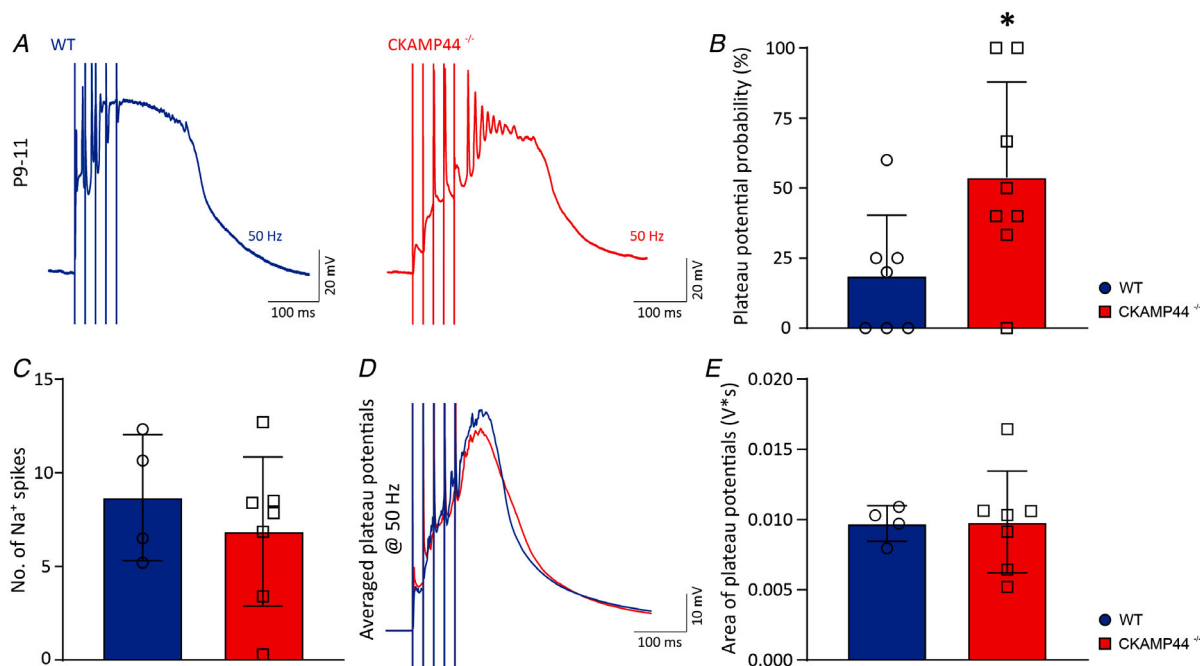 A
WT
CKAMP44 -/-
P9-11
50 Hz
20 mV
100 ms
50 Hz
20 mV
100 ms
B
*
Plateau potential probability (%)
100
75
50
25
0
WT
CKAMP44 -/-
C
No. of Na+ spikes
15
10
5
0
D
Averaged plateau potentials
@ 50 Hz
10 mV
100 ms
E
Area of plateau potentials (V*s)
0.020
0.015
0.010
0.005
0.000
WT
CKAMP44 -/-